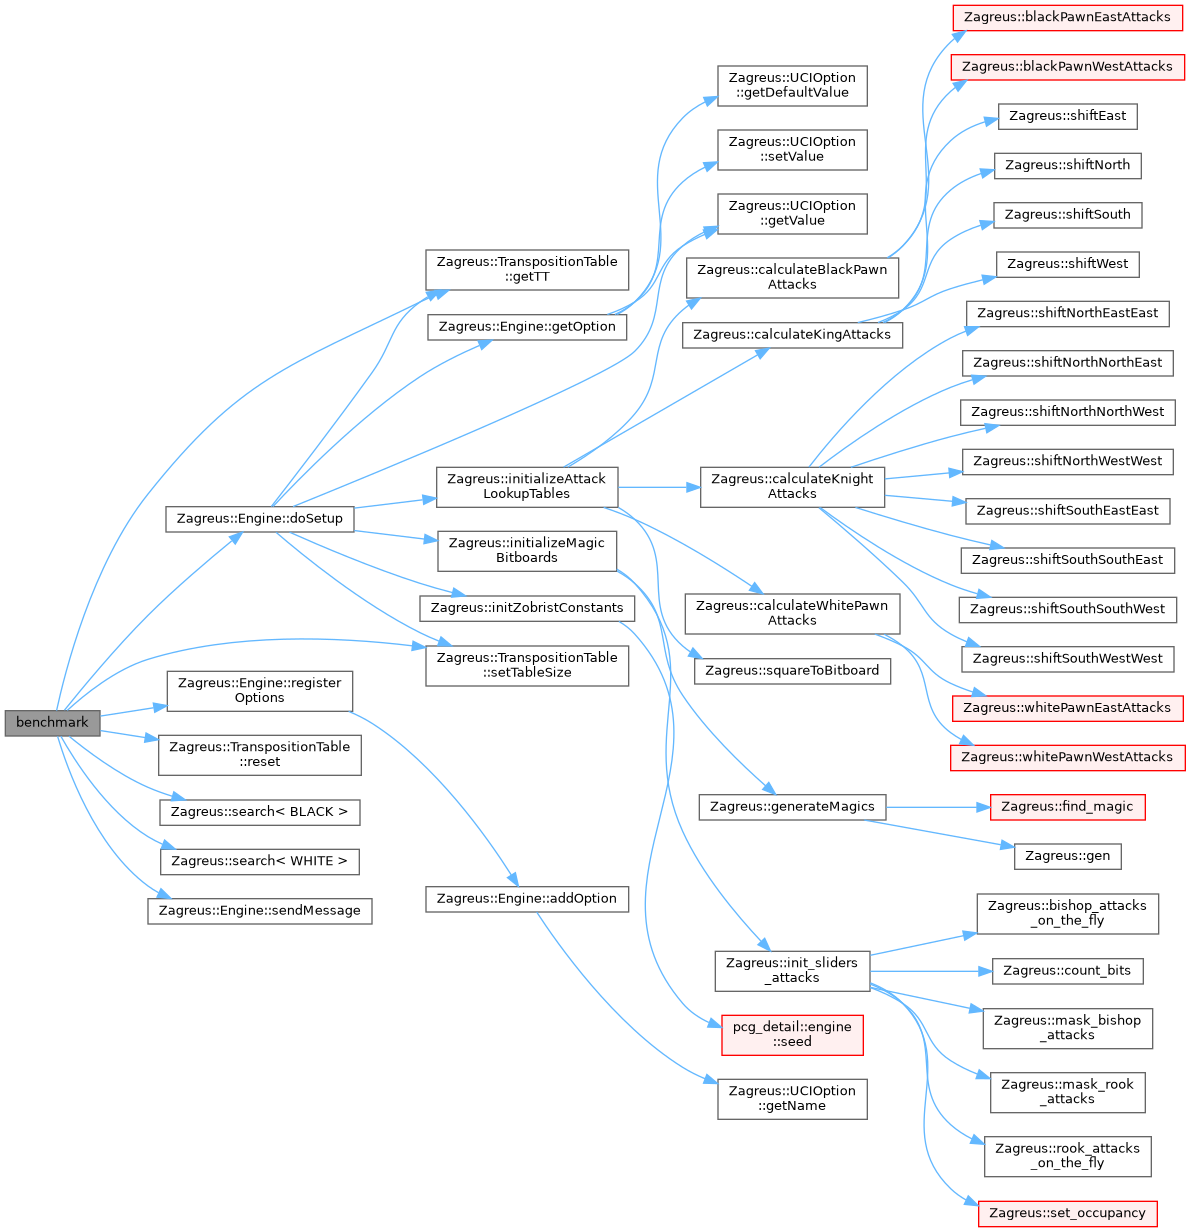 benchmark
Zagreus::Engine::doSetup
Zagreus::Engine::register
Options
Zagreus::TranspositionTable
::reset
Zagreus::search< BLACK >
Zagreus::search< WHITE >
Zagreus::Engine::sendMessage
Zagreus::TranspositionTable
::getTT
Zagreus::Engine::getOption
Zagreus::initializeAttack
LookupTables
Zagreus::initializeMagic
Bitboards
Zagreus::initZobristConstants
Zagreus::TranspositionTable
::setTableSize
Zagreus::Engine::addOption
Zagreus::UCIOption
::getDefaultValue
Zagreus::UCIOption
::setValue
Zagreus::UCIOption
::getValue
Zagreus::calculateBlackPawn
Attacks
Zagreus::calculateKingAttacks
Zagreus::calculateKnight
Attacks
Zagreus::calculateWhitePawn
Attacks
Zagreus::squareToBitboard
Zagreus::generateMagics
Zagreus::init_sliders
_attacks
pcg_detail::engine
::seed
Zagreus::UCIOption
::getName
Zagreus::blackPawnEastAttacks
Zagreus::blackPawnWestAttacks
Zagreus::shiftEast
Zagreus::shiftNorth
Zagreus::shiftSouth
Zagreus::shiftWest
Zagreus::shiftNorthEastEast
Zagreus::shiftNorthNorthEast
Zagreus::shiftNorthNorthWest
Zagreus::shiftNorthWestWest
Zagreus::shiftSouthEastEast
Zagreus::shiftSouthSouthEast
Zagreus::shiftSouthSouthWest
Zagreus::shiftSouthWestWest
Zagreus::whitePawnEastAttacks
Zagreus::whitePawnWestAttacks
Zagreus::find_magic
Zagreus::gen
Zagreus::bishop_attacks
_on_the_fly
Zagreus::count_bits
Zagreus::mask_bishop
_attacks
Zagreus::mask_rook
_attacks
Zagreus::rook_attacks
_on_the_fly
Zagreus::set_occupancy